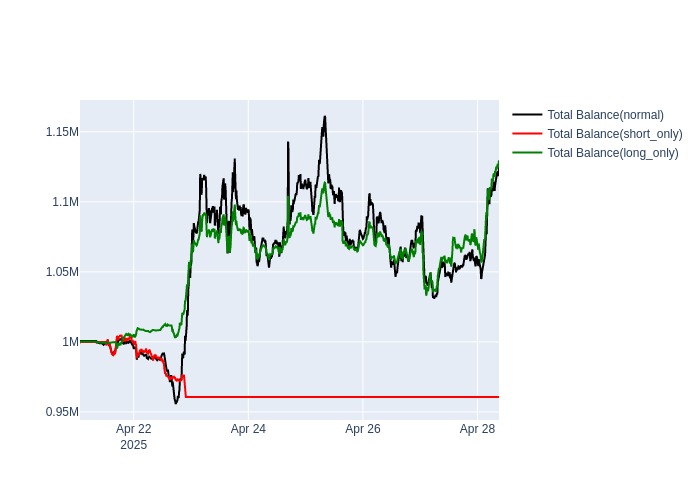 1.15M
1.1M
1.05M
1M
0.95M
Apr 22
2025
Apr 24
Apr 26
Apr 28
Total Balance(normal)
Total Balance(short_only)
Total Balance(long_only)